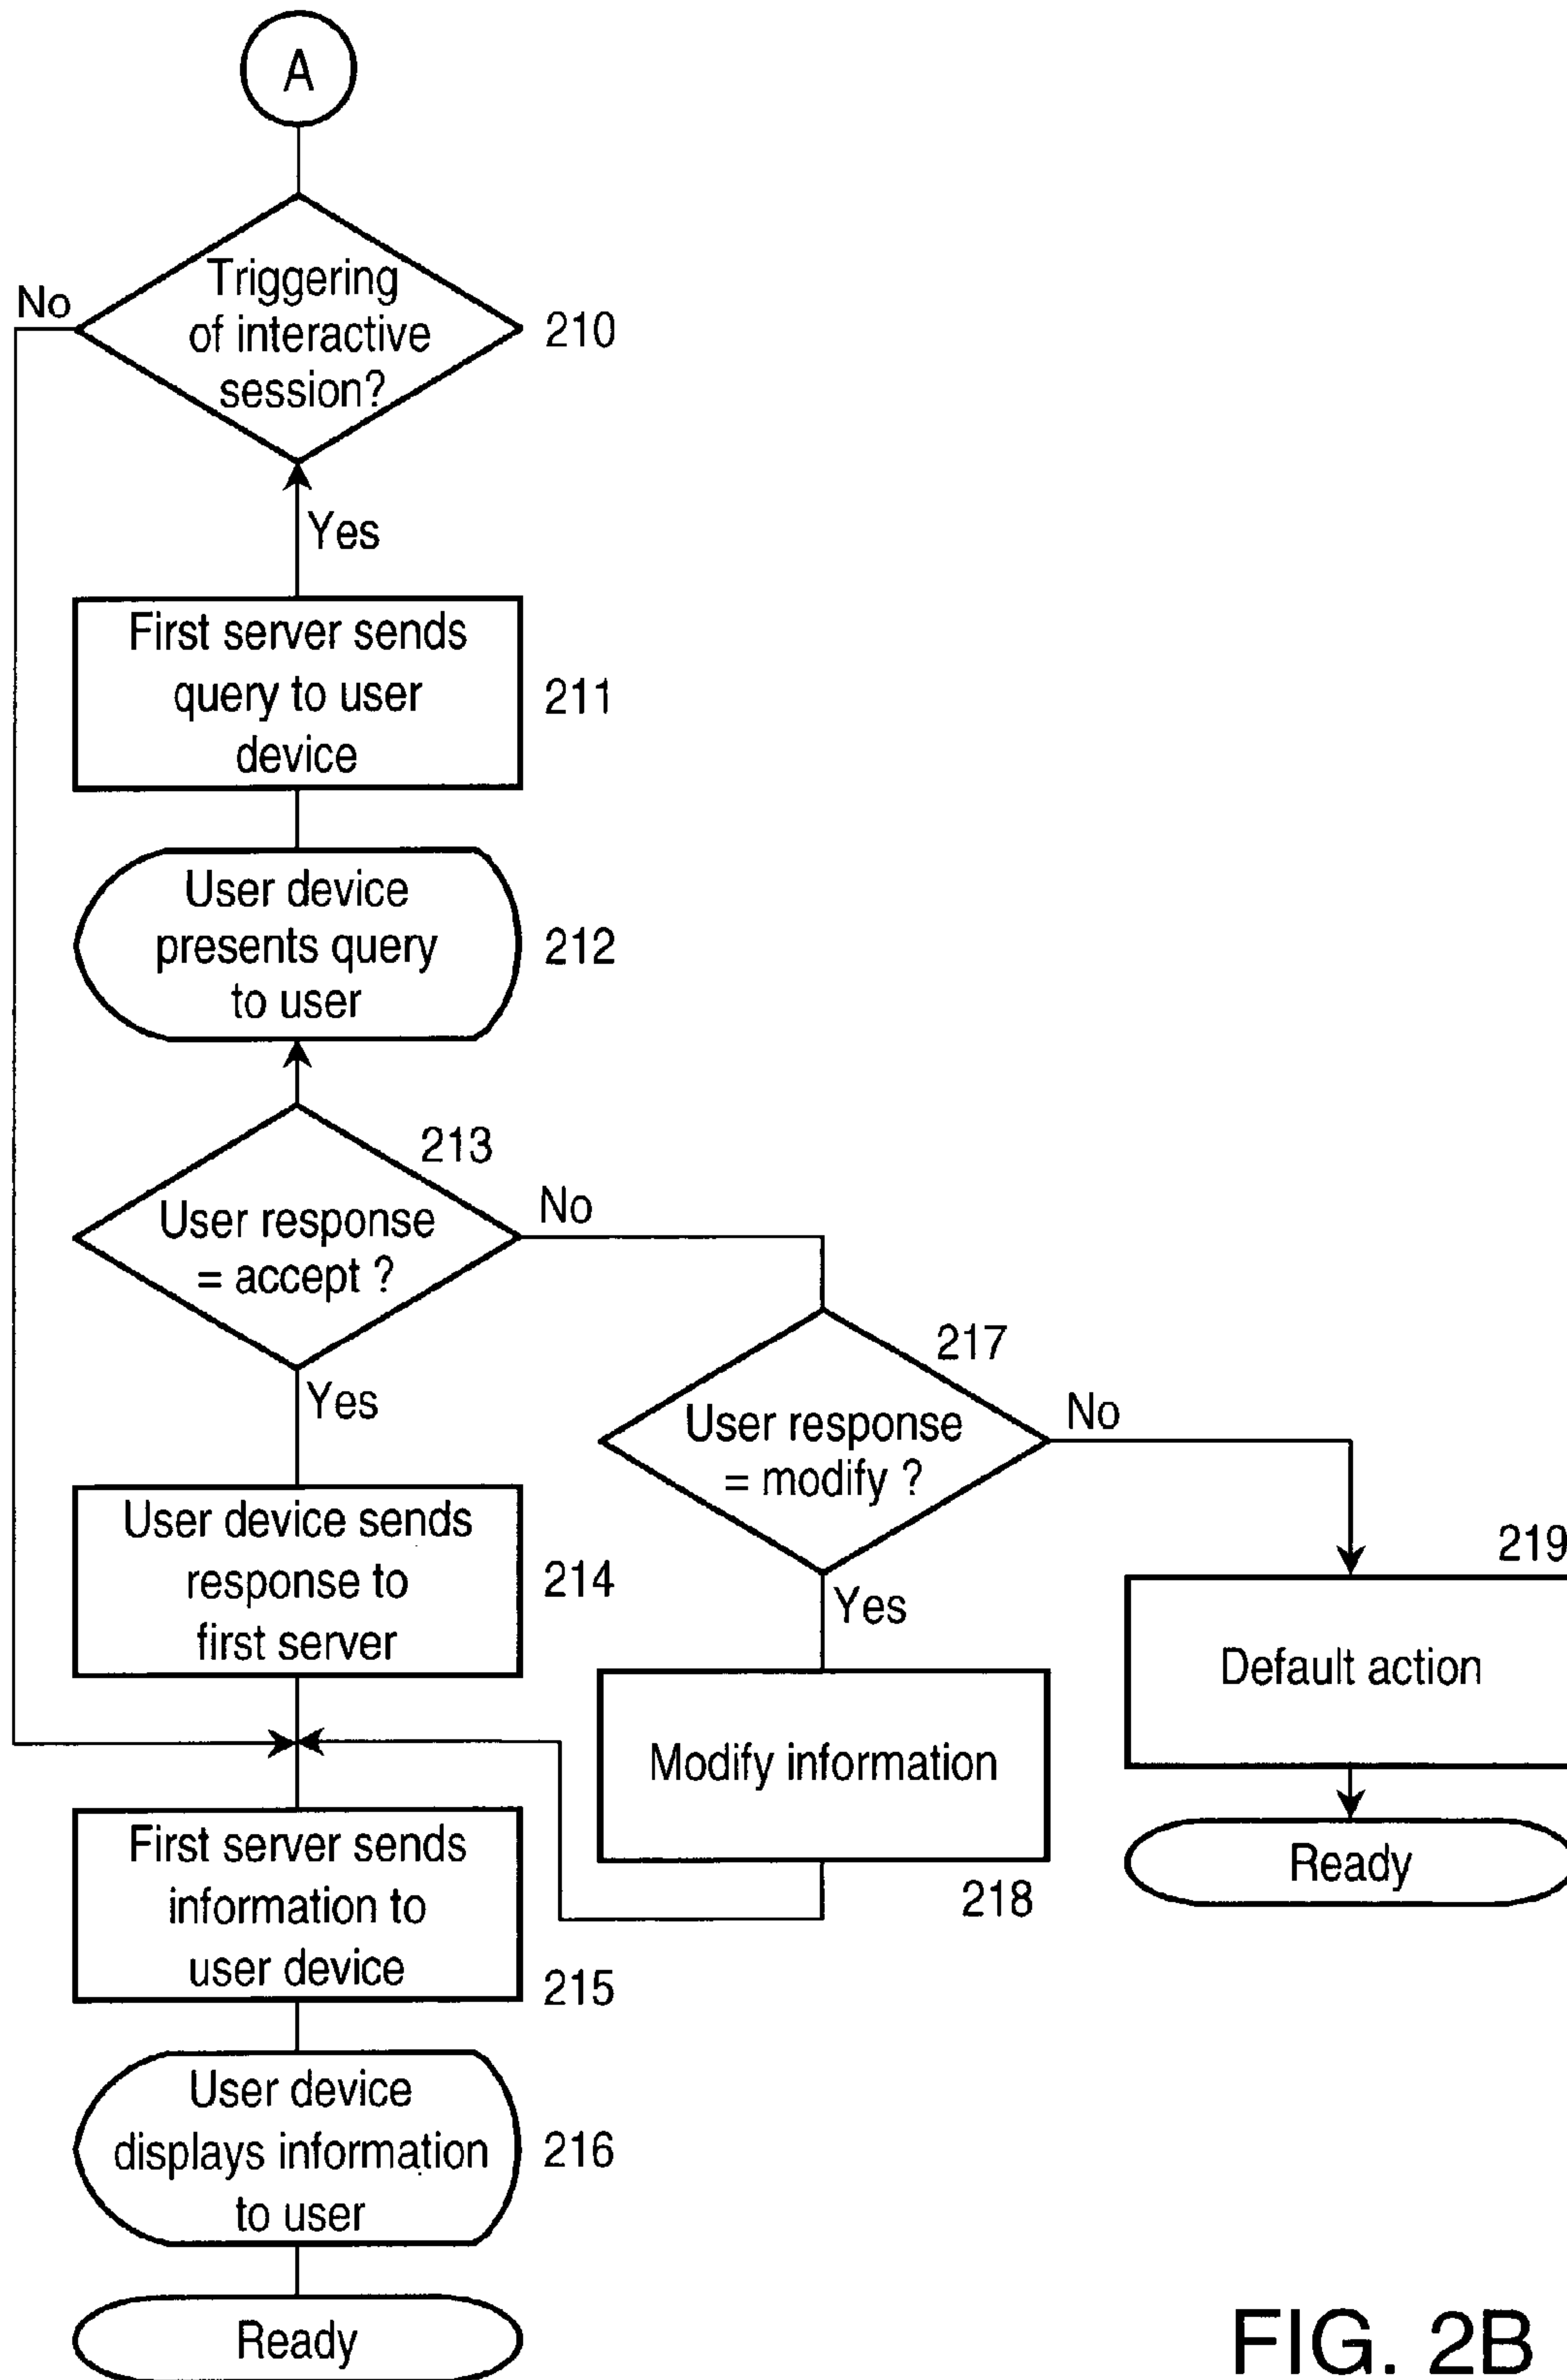 A
Triggering
of interactive
session?
No
210
Yes
First server sends
query to user
device
211
User device
presents query
to user
212
213
User response
= accept ?
No
Yes
217
User response
= modify ?
No
Yes
User device sends
response to
first server
214
219
Default action
Modify information
218
Ready
First server sends
information to
user device
215
User device
displays information
to user
216
Ready
FIG. 2B